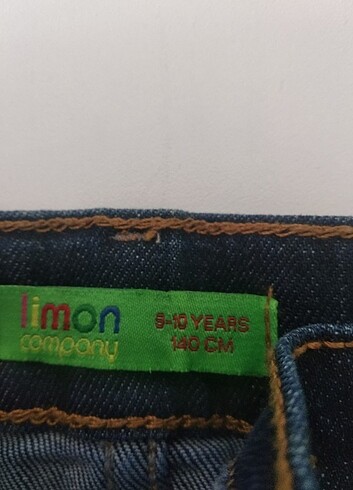 limon
company
9-10 YEARS
140 CM